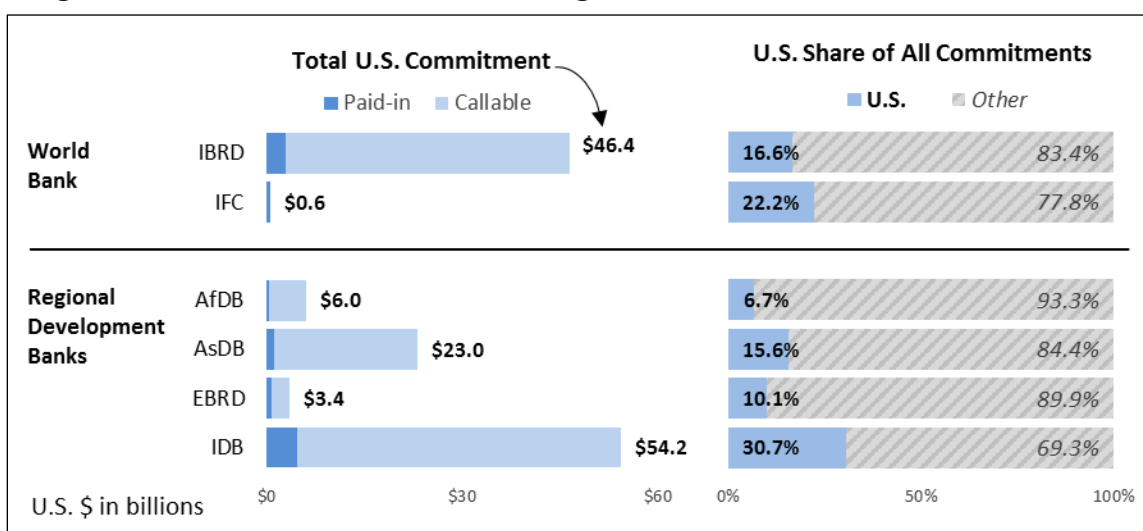 Total U.S. Commitment
Paid-in Callable
U.S. Share of All Commitments
U.S. Other
World
Bank
IBRD $46.4 16.6% 83.4%
IFC $0.6 22.2% 77.8%
Regional
Development
Banks
AfDB $6.0 6.7% 93.3%
AsDB $23.0 15.6% 84.4%
EBRD $3.4 10.1% 89.9%
IDB $54.2 30.7% 69.3%
U.S. $ in billions
$0 $30 $60 0% 50% 100%